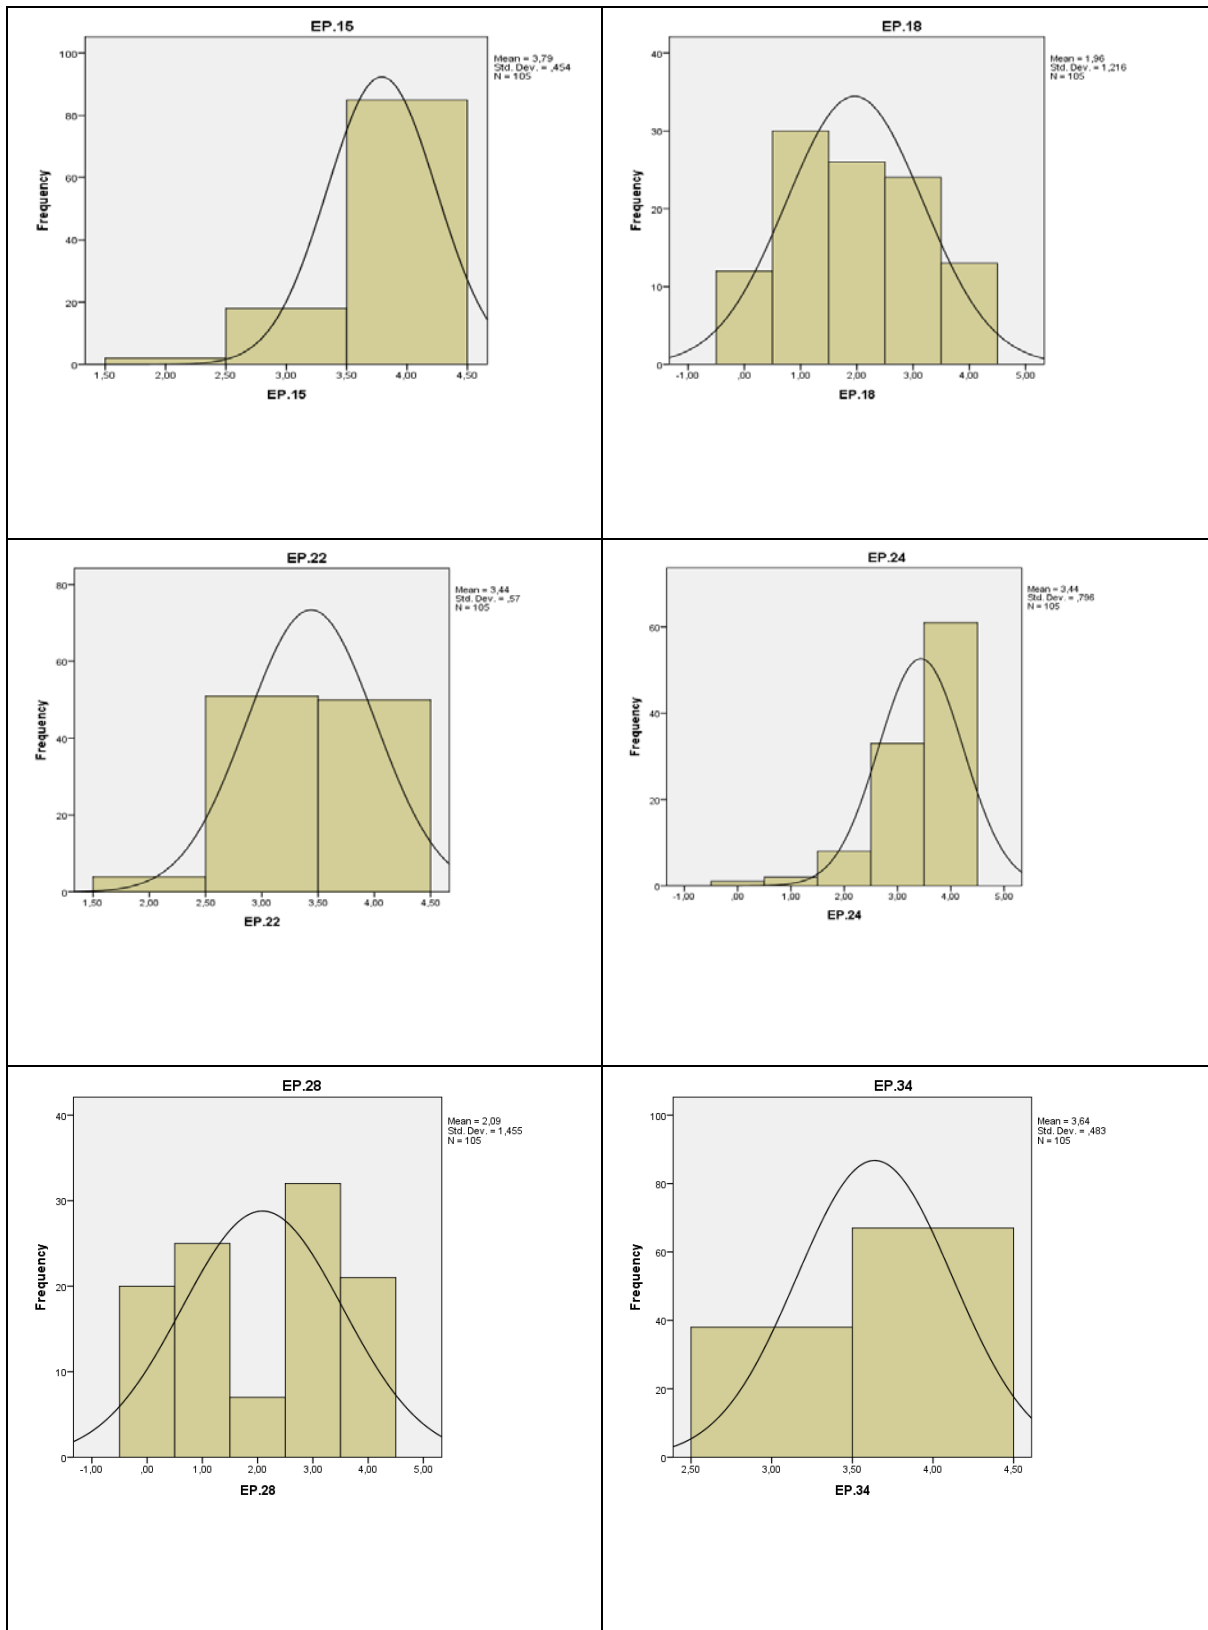 EP.15
Mean = 3,79
Std. Dev. = ,454
N = 105
100
80
60
40
20
0
Frequency
1,50 2,00 2,50 3,00 3,50 4,00 4,50
EP.15
EP.18
Mean = 1,96
Std. Dev. = 1,216
N = 105
40
30
20
10
0
Frequency
-1,00 ,00 1,00 2,00 3,00 4,00 5,00
EP.18
EP.22
Mean = 3,44
Std. Dev. = ,57
N = 105
80
60
40
20
0
Frequency
1,50 2,00 2,50 3,00 3,50 4,00 4,50
EP.22
EP.24
Mean = 3,44
Std. Dev. = ,796
N = 105
60
40
20
0
Frequency
-1,00 ,00 1,00 2,00 3,00 4,00 5,00
EP.24
EP.28
Mean = 2,09
Std. Dev. = 1,455
N = 105
40
30
20
10
0
Frequency
-1,00 ,00 1,00 2,00 3,00 4,00 5,00
EP.28
EP.34
Mean = 3,64
Std. Dev. = ,483
N = 105
100
80
60
40
20
0
Frequency
2,50 3,00 3,50 4,00 4,50
EP.34